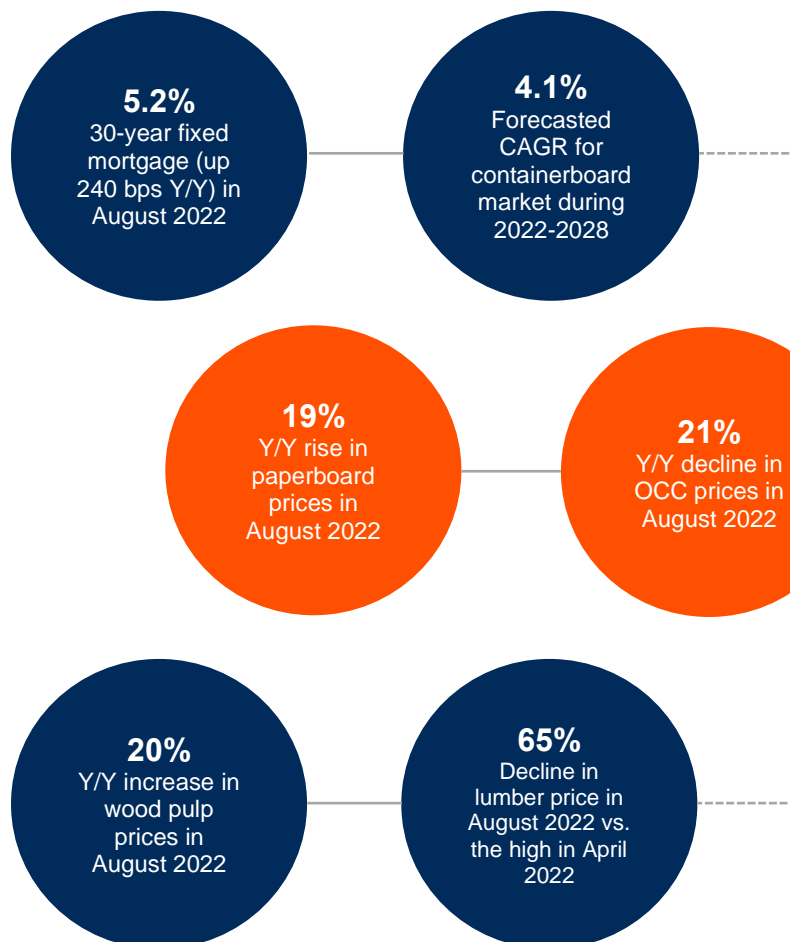 5.2%
30-year fixed
mortgage (up
240 bps Y/Y) in
August 2022
4.1%
Forecasted
CAGR for
containerboard
market during
2022-2028
19%
Y/Y rise in
paperboard
prices in
August 2022
21%
Y/Y decline in
OCC prices in
August 2022
20%
Y/Y increase in
wood pulp
prices in
August 2022
65%
Decline in
lumber price in
August 2022 vs.
the high in April
2022